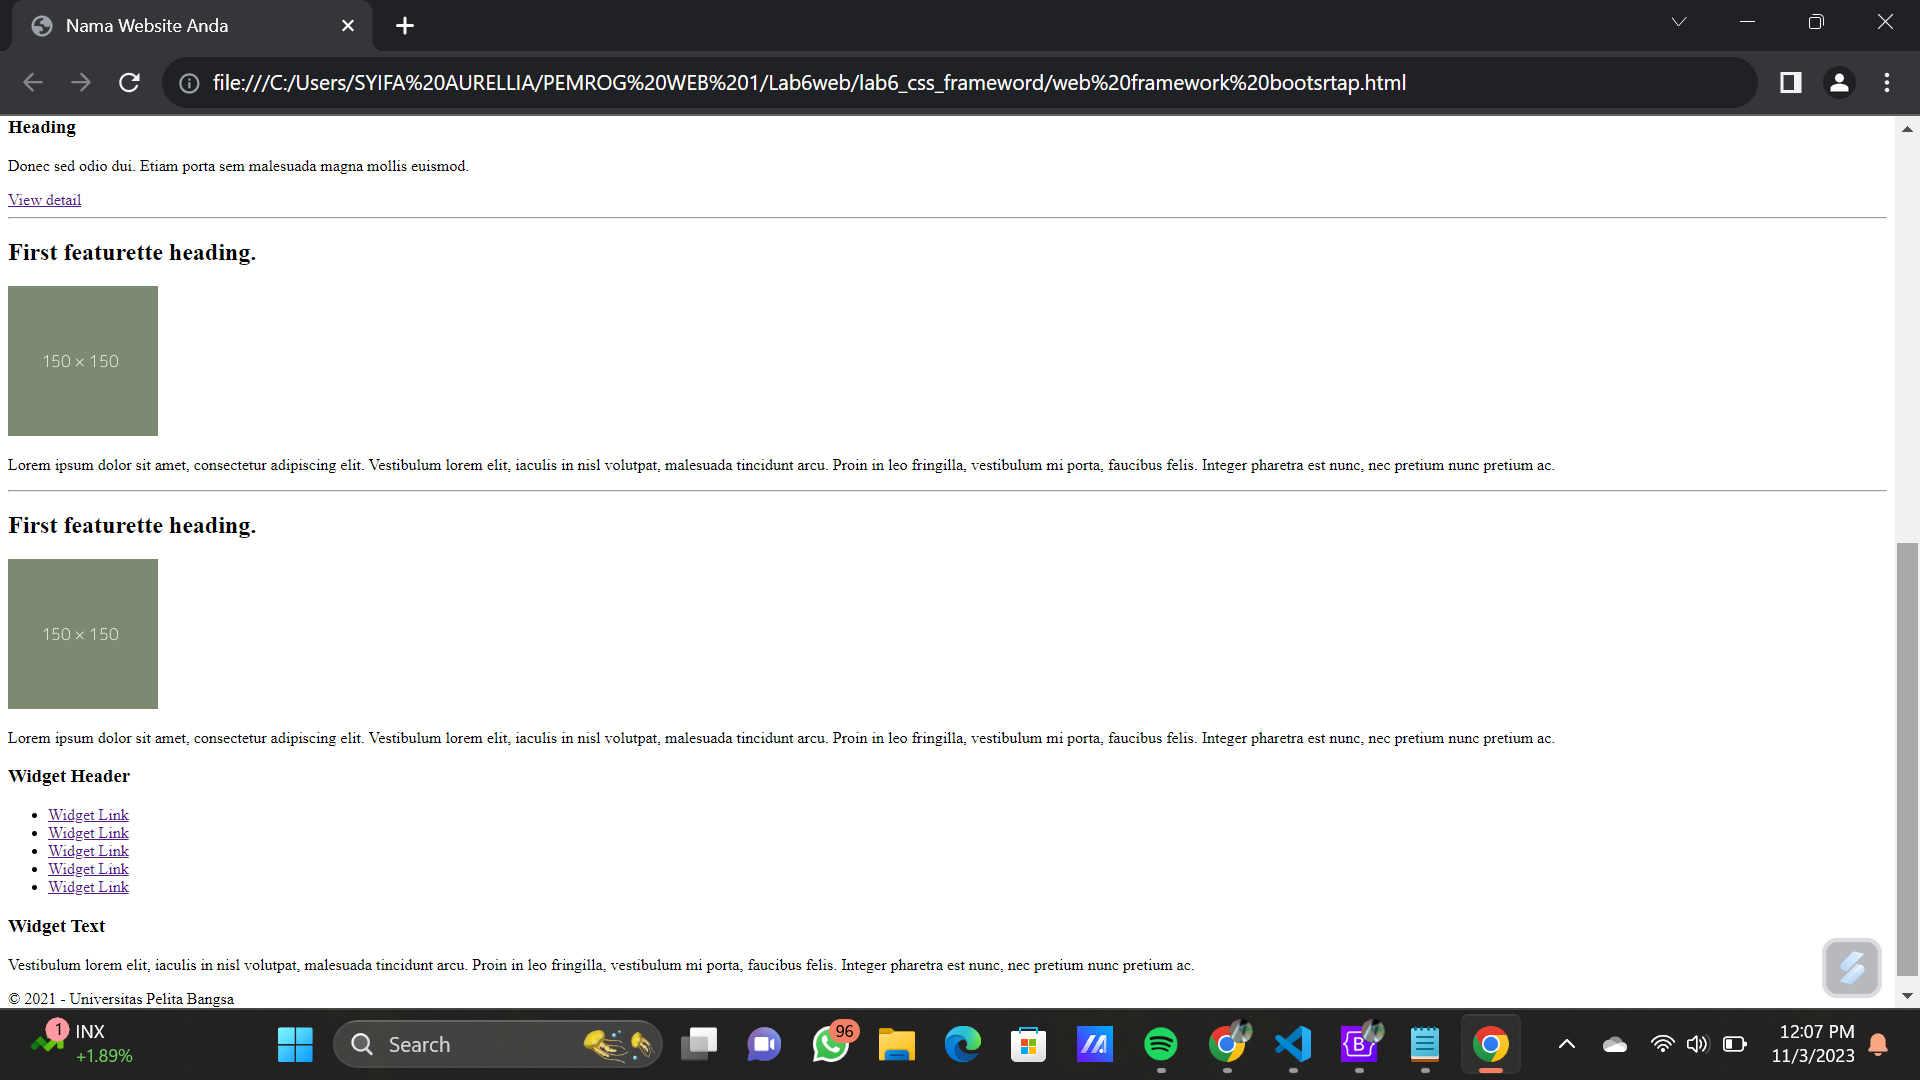 Nama Website Anda
file:///C:/Users/SYIFA%20AURELLIA/PEMROG%20WEB%201/Lab6web/lab6_css_frameword/web%20framework%20bootsrtap.html
Heading
Donec sed odio dui. Etiam porta sem malesuada magna mollis euismod.
View detail
First featurette heading.
150 × 150
Lorem ipsum dolor sit amet, consectetur adipiscing elit. Vestibulum lorem elit, iaculis in nisl volutpat, malesuada tincidunt arcu. Proin in leo fringilla, vestibulum mi porta, faucibus felis. Integer pharetra est nunc, nec pretium nunc pretium ac.
First featurette heading.
150 × 150
Lorem ipsum dolor sit amet, consectetur adipiscing elit. Vestibulum lorem elit, iaculis in nisl volutpat, malesuada tincidunt arcu. Proin in leo fringilla, vestibulum mi porta, faucibus felis. Integer pharetra est nunc, nec pretium nunc pretium ac.
Widget Header
Widget Link
Widget Link
Widget Link
Widget Link
Widget Link
Widget Text
Vestibulum lorem elit, iaculis in nisl volutpat, malesuada tincidunt arcu. Proin in leo fringilla, vestibulum mi porta, faucibus felis. Integer pharetra est nunc, nec pretium nunc pretium ac.
© 2021 - Universitas Pelita Bangsa
1 INX
+1.89%
Search
96
B
12:07 PM
11/3/2023